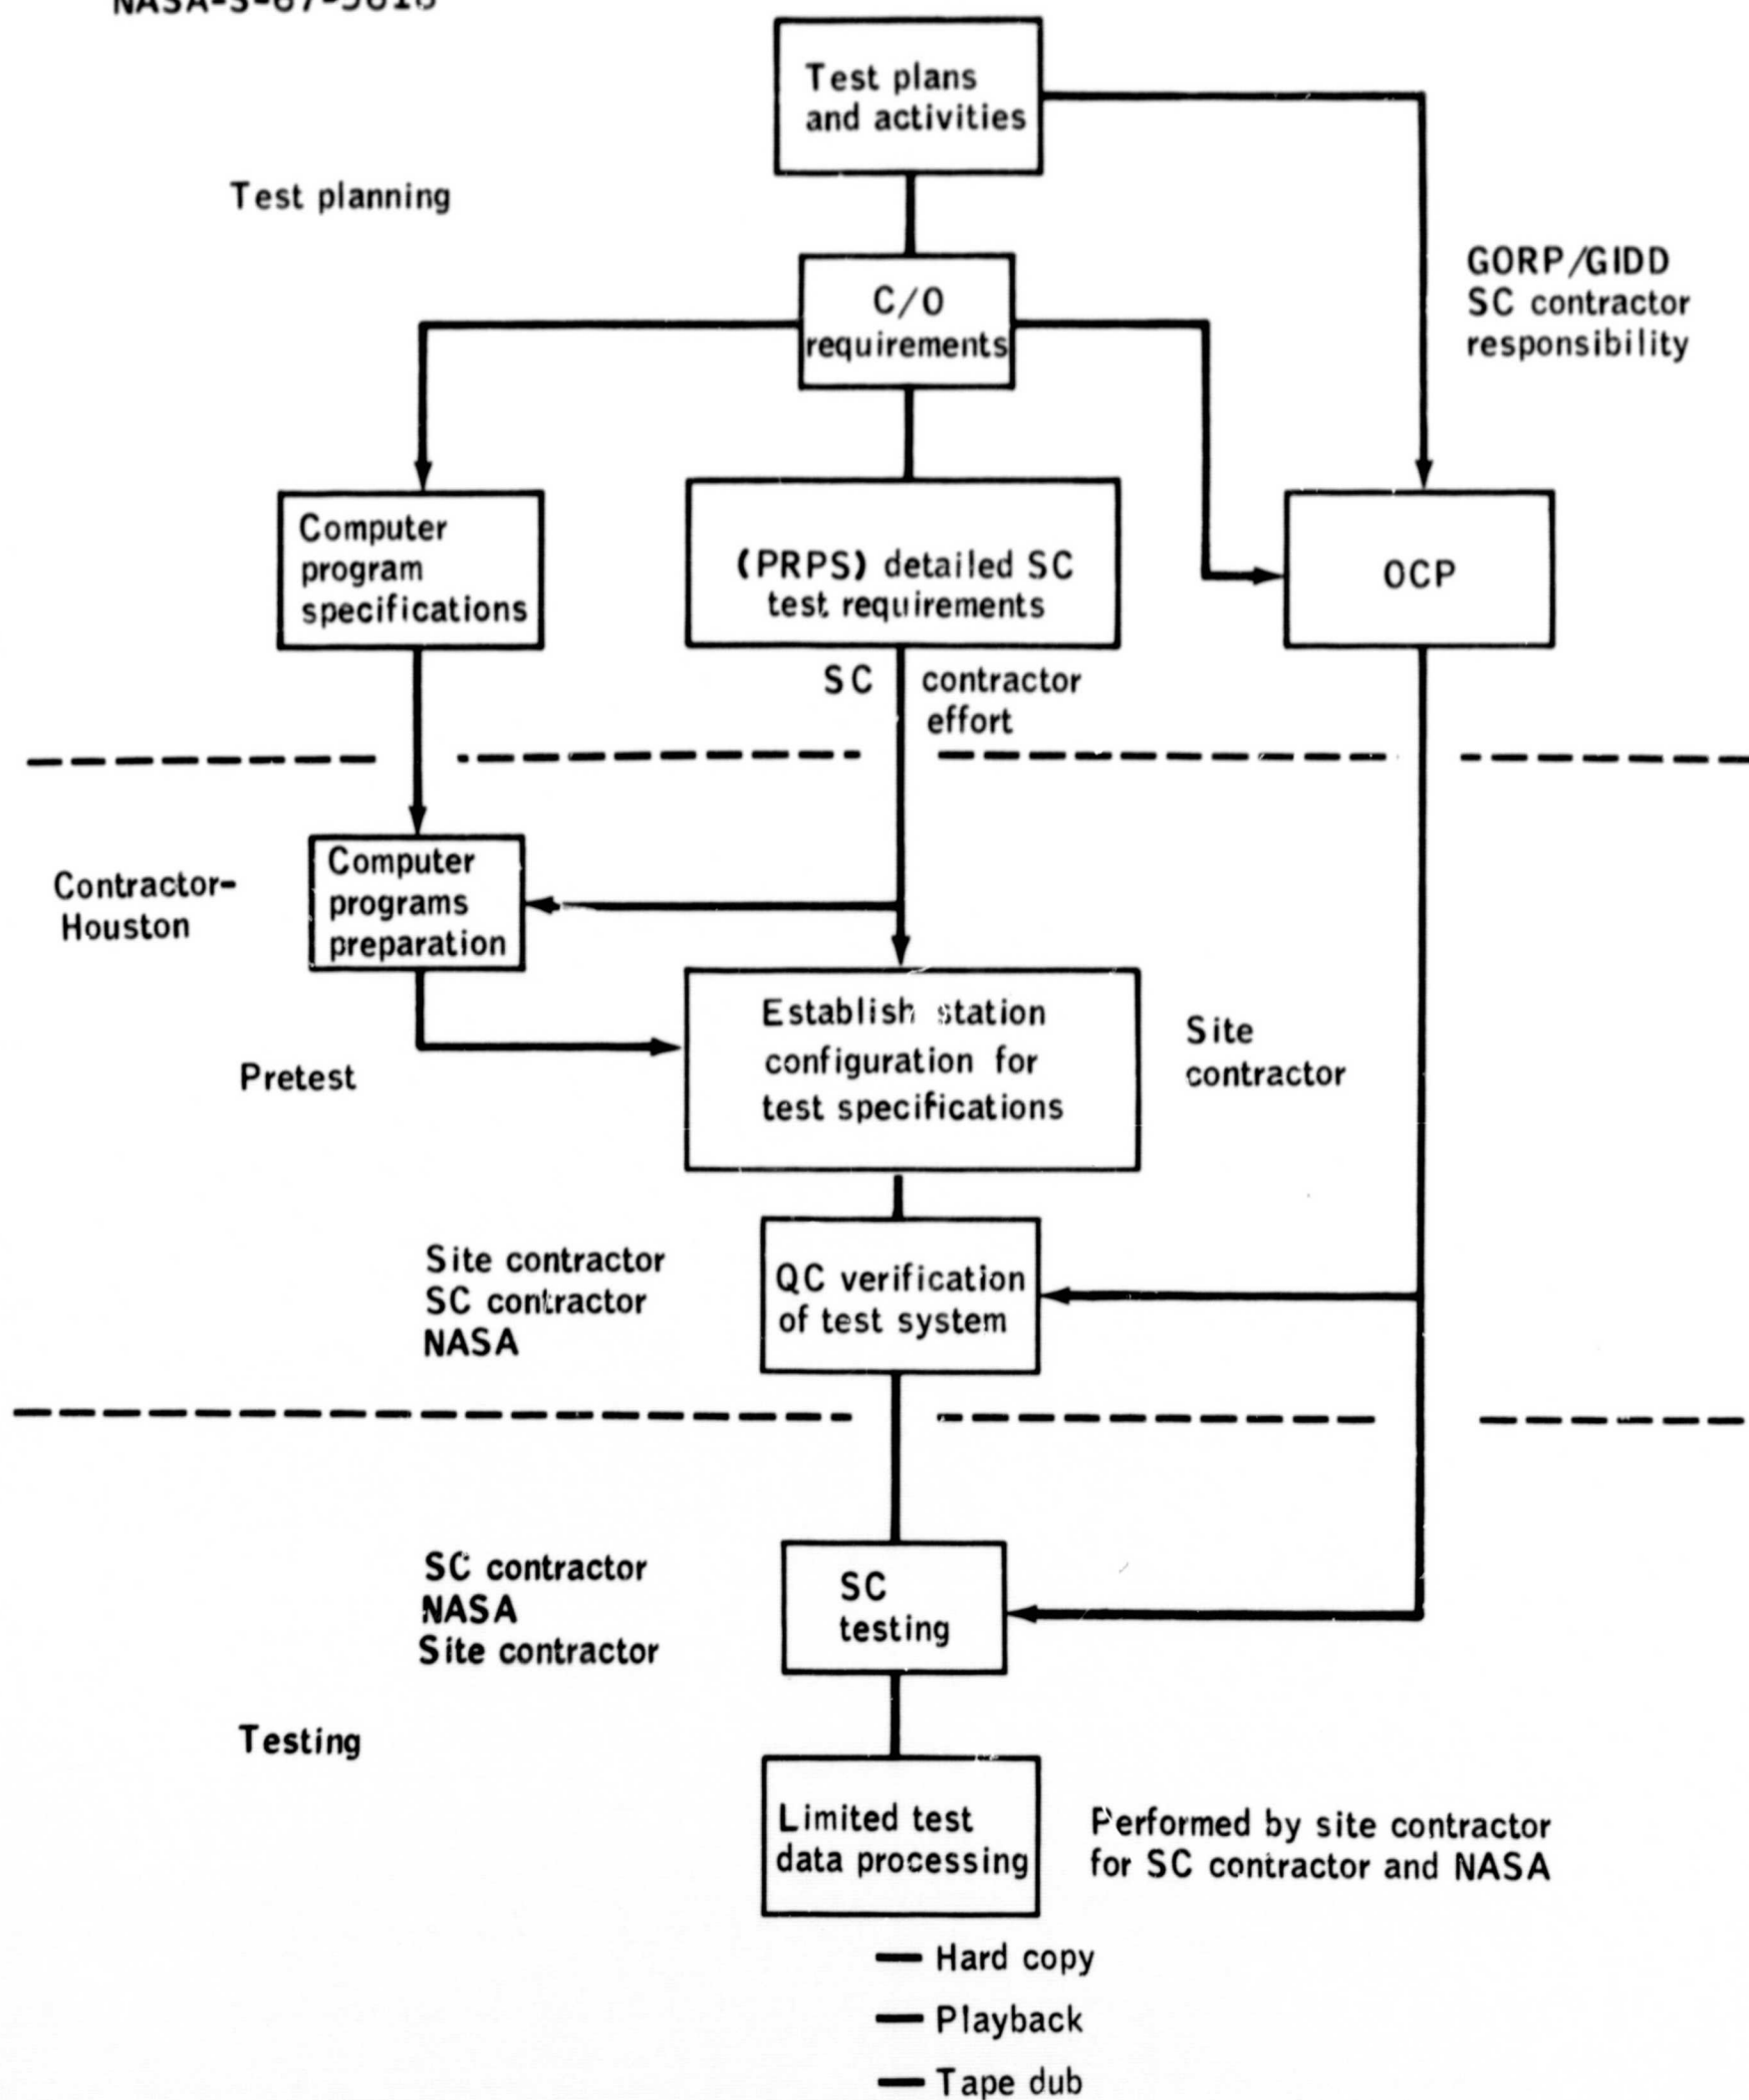 Test plans
and activities
Test planning
GORP/GIDD
SC contractor
responsibility
C/O
requirements
Computer
program
specifications
(PRPS) detailed SC
test requirements
OCP
SC contractor
effort
Contractor-
Houston
Computer
programs
preparation
Establish station
configuration for
test specifications
Site
contractor
Pretest
Site contractor
SC contractor
NASA
QC verification
of test system
SC contractor
NASA
Site contractor
SC
testing
Testing
Limited test
data processing
Performed by site contractor
for SC contractor and NASA
— Hard copy
— Playback
— Tape dub